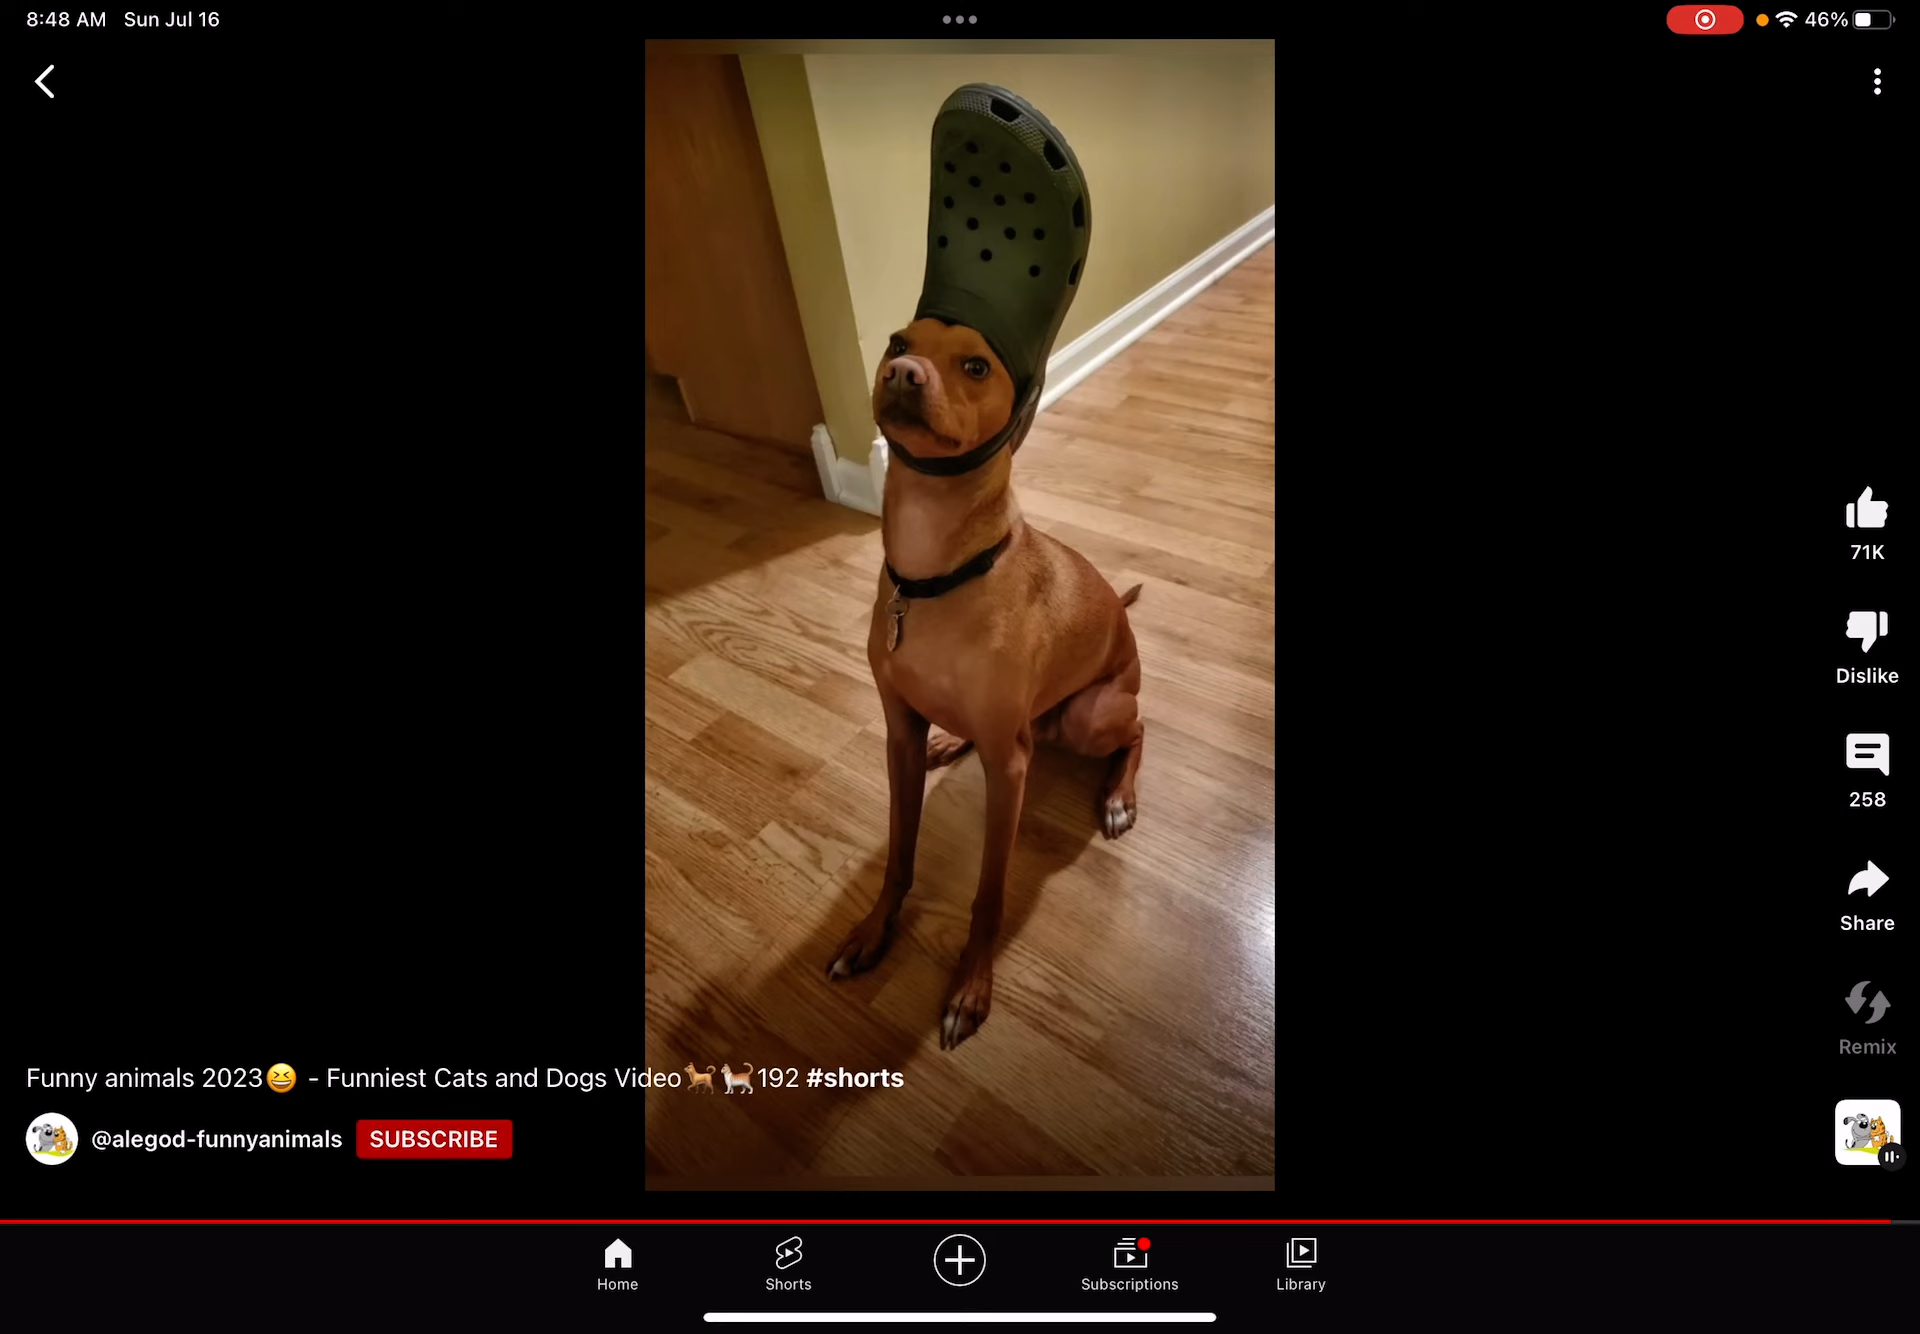 8:48 AM Sun Jul 16
46%
71K
Dislike
258
Share
Remix
Funny animals 2023😆 - Funniest Cats and Dogs Video🐕🐈192 #shorts
@alegod-funnyanimals SUBSCRIBE
Home Shorts Subscriptions Library